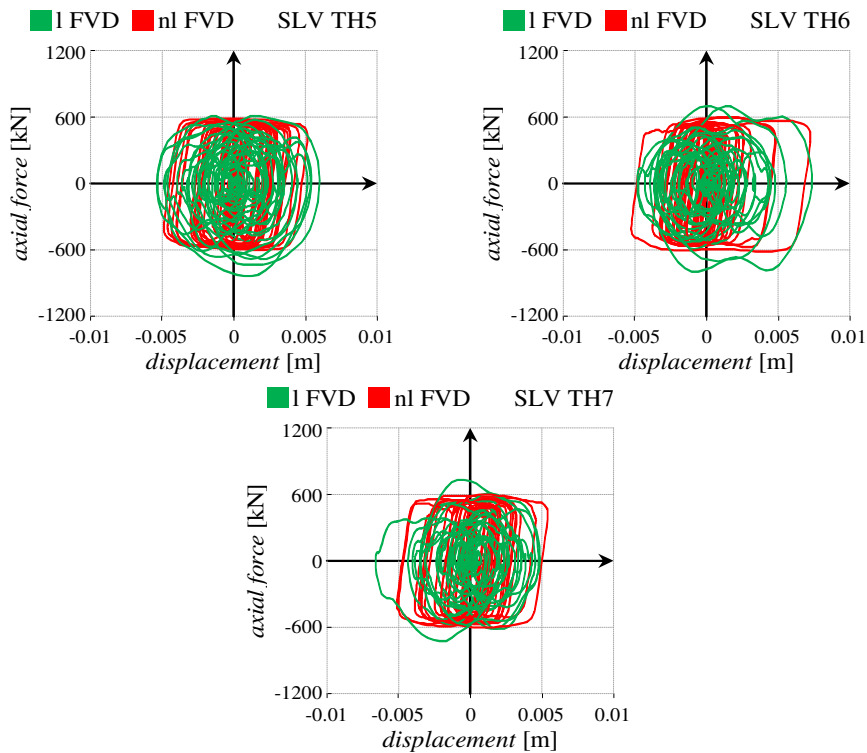 l FVD nl FVD SLV TH5
1200
600
0
-600
-1200
axial force [kN]
-0.01 -0.005 0 0.005 0.01
displacement [m]
l FVD nl FVD SLV TH6
1200
600
0
-600
-1200
axial force [kN]
-0.01 -0.005 0 0.005 0.01
displacement [m]
l FVD nl FVD SLV TH7
1200
600
0
-600
-1200
axial force [kN]
-0.01 -0.005 0 0.005 0.01
displacement [m]